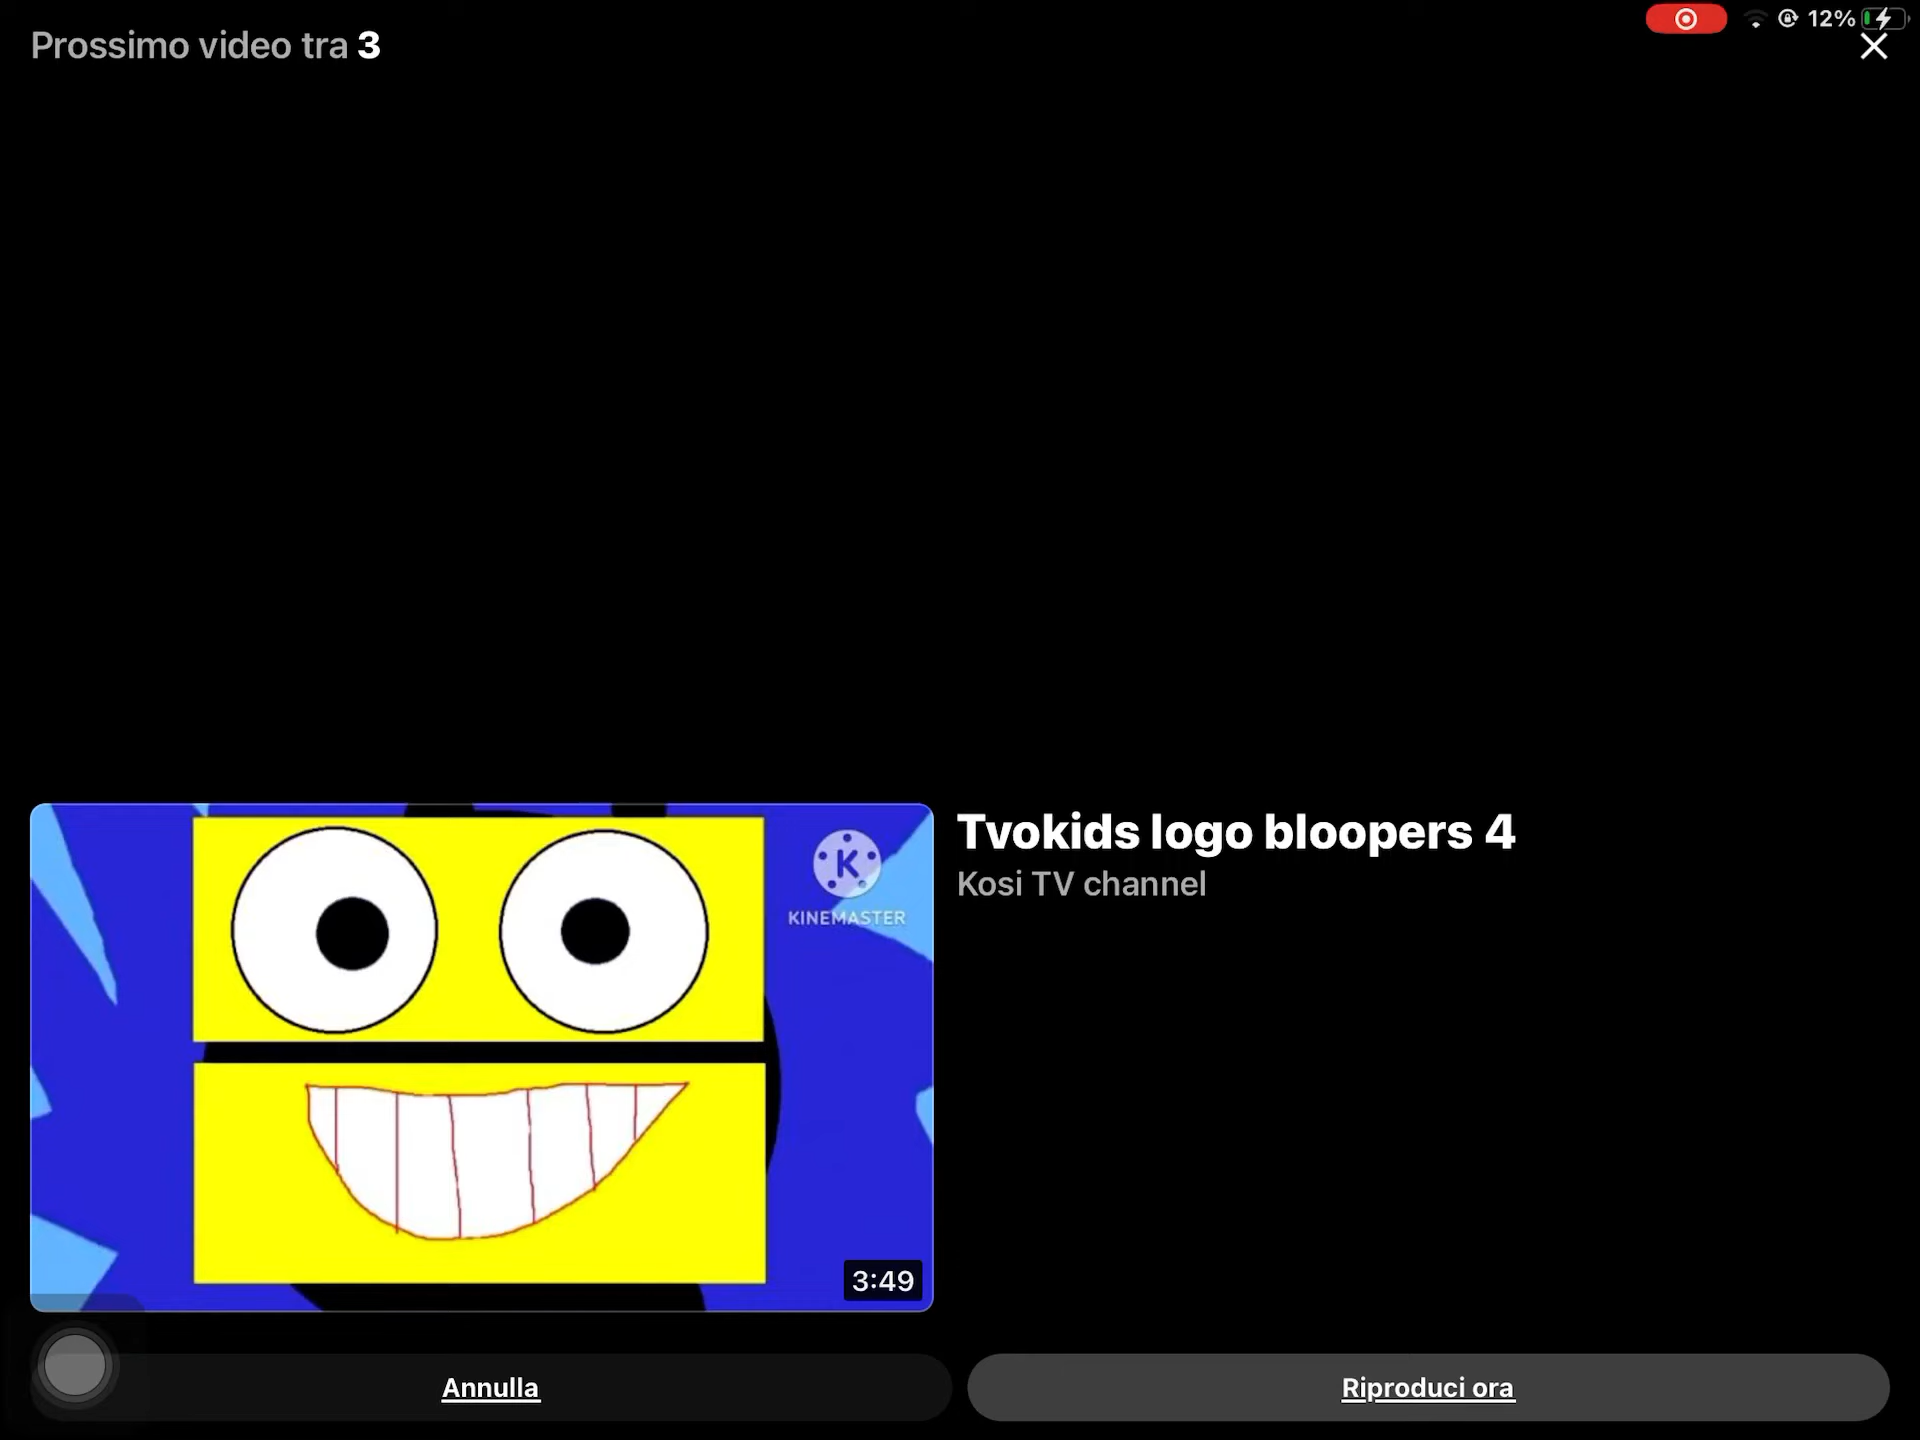 Prossimo video tra 3
12%
K
KINEMASTER
3:49
Tvokids logo bloopers 4
Kosi TV channel
Annulla
Riproduci ora